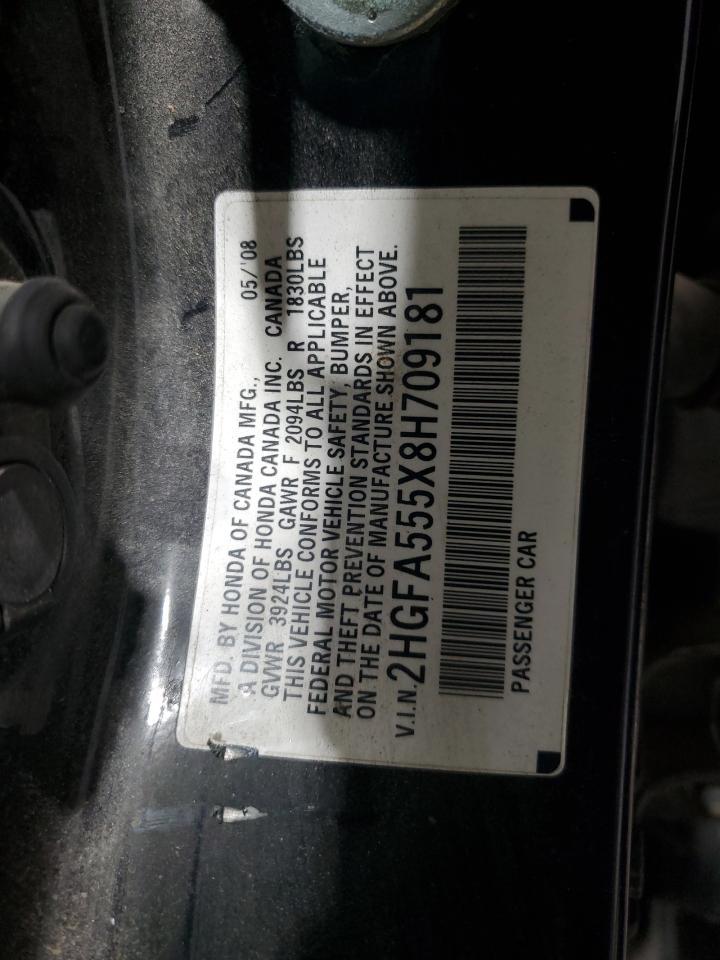 MFD. BY HONDA OF CANADA MFG., 05/'08
A DIVISION OF HONDA CANADA INC. CANADA
GVWR 3924LBS GAWR F 2094LBS R 1830LBS
THIS VEHICLE CONFORMS TO ALL APPLICABLE
FEDERAL MOTOR VEHICLE SAFETY, BUMPER,
AND THEFT PREVENTION STANDARDS IN EFFECT
ON THE DATE OF MANUFACTURE SHOWN ABOVE.
V.I.N. 2HGFA555X8H709181
PASSENGER CAR